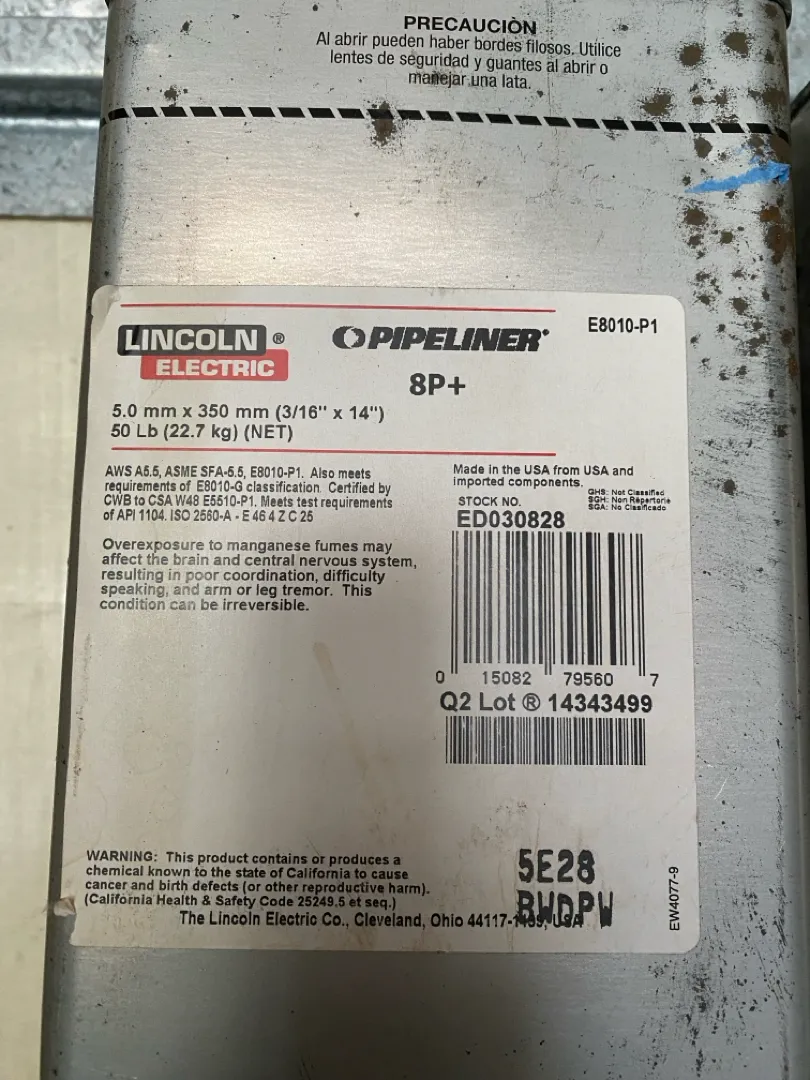 PRECAUCIÒN
Al abrir pueden haber bordes filosos. Utilice
lentes de seguridad y guantes al abrir o
manejar una lata.
LINCOLN ®
ELECTRIC
PIPELINER
8P+
E8010-P1
5.0 mm x 350 mm (3/16" x 14")
50 Lb (22.7 kg) (NET)
AWS A5.5, ASME SFA-5.5, E8010-P1. Also meets
requirements of E8010-G classification. Certified by
CWB to CSA W48 E5510-P1. Meets test requirements
of API 1104. ISO 2560-A - E 46 4 Z C 25
Overexposure to manganese fumes may
affect the brain and central nervous system,
resulting in poor coordination, difficulty
speaking, and arm or leg tremor. This
condition can be irreversible.
Made in the USA from USA and
imported components.
GHS: Not Classified
SGH: Non Répertorié
SGA: No Clasificado
STOCK NO.
ED030828
0 15082 79560 7
Q2 Lot ® 14343499
WARNING: This product contains or produces a
chemical known to the state of California to cause
cancer and birth defects (or other reproductive harm).
(California Health & Safety Code 25249.5 et seq.)
The Lincoln Electric Co., Cleveland, Ohio 44117-1199, USA
5E28
BWDPW
EW4077-9